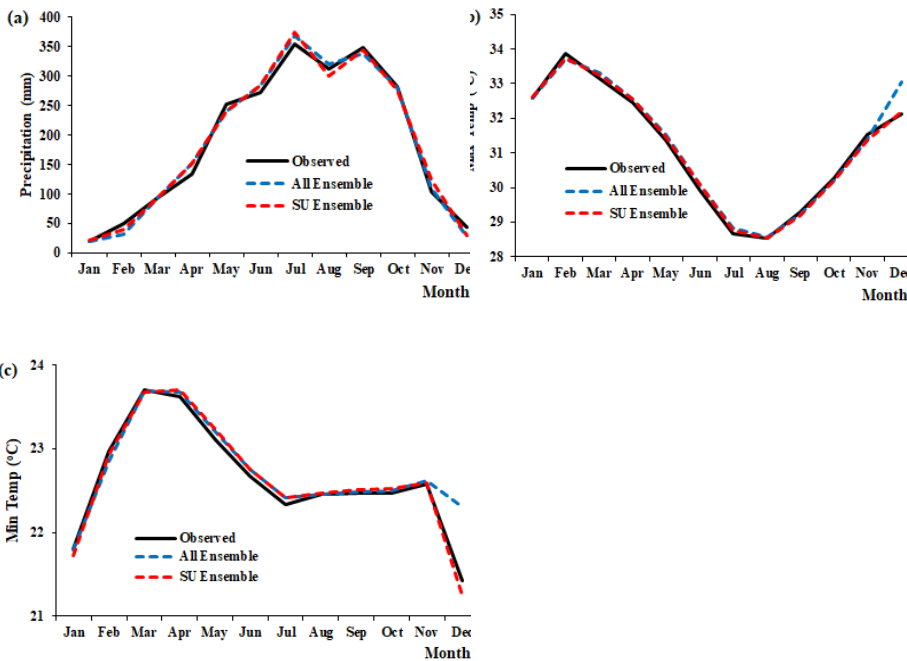 (a)
Precipitation (mm)
400
350
300
250
200
150
100
50
0
Observed
All Ensemble
SU Ensemble
Jan Feb Mar Apr May Jun Jul Aug Sep Oct Nov Dec
Month
)
Temp (°C)
35
34
33
32
31
30
29
28
Observed
All Ensemble
SU Ensemble
Jan Feb Mar Apr May Jun Jul Aug Sep Oct Nov Dec
Month
(c)
Min Temp (°C)
24
23
22
21
Observed
All Ensemble
SU Ensemble
Jan Feb Mar Apr May Jun Jul Aug Sep Oct Nov Dec
Month